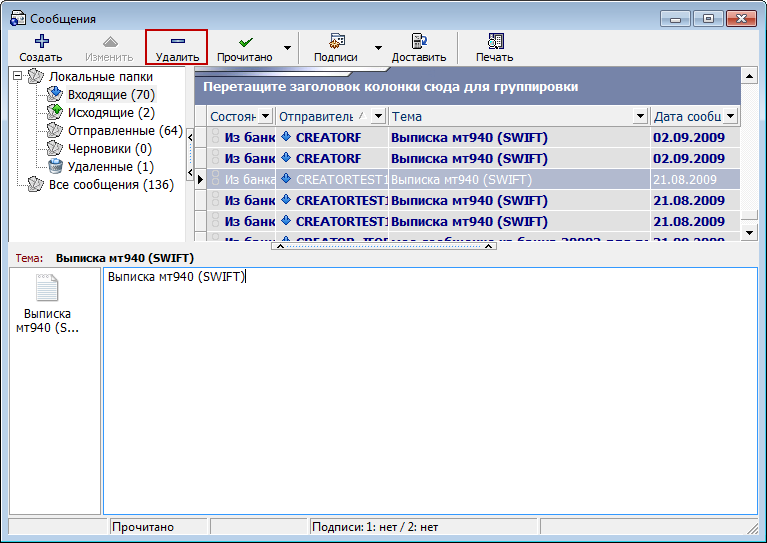 Сообщения
Создать Изменить Удалить Прочитано Подписи Доставить Печать
Локальные папки
Входящие (70)
Исходящие (2)
Отправленные (64)
Черновики (0)
Удаленные (1)
Все сообщения (136)
Перетащите заголовок колонки сюда для группировки
Состоян Отправитель Тема Дата сообщ
Из банк CREATORF Выписка мт940 (SWIFT) 02.09.2009
Из банк CREATORF Выписка мт940 (SWIFT) 02.09.2009
Из банка CREATORTEST1 Выписка мт940 (SWIFT) 21.08.2009
Из банк CREATORTEST1 Выписка мт940 (SWIFT) 21.08.2009
Из банк CREATORTEST1 Выписка мт940 (SWIFT) 21.08.2009
Тема: Выписка мт940 (SWIFT)
Выписка
мт940 (S...
Выписка мт940 (SWIFT)
Прочитано Подписи: 1: нет / 2: нет